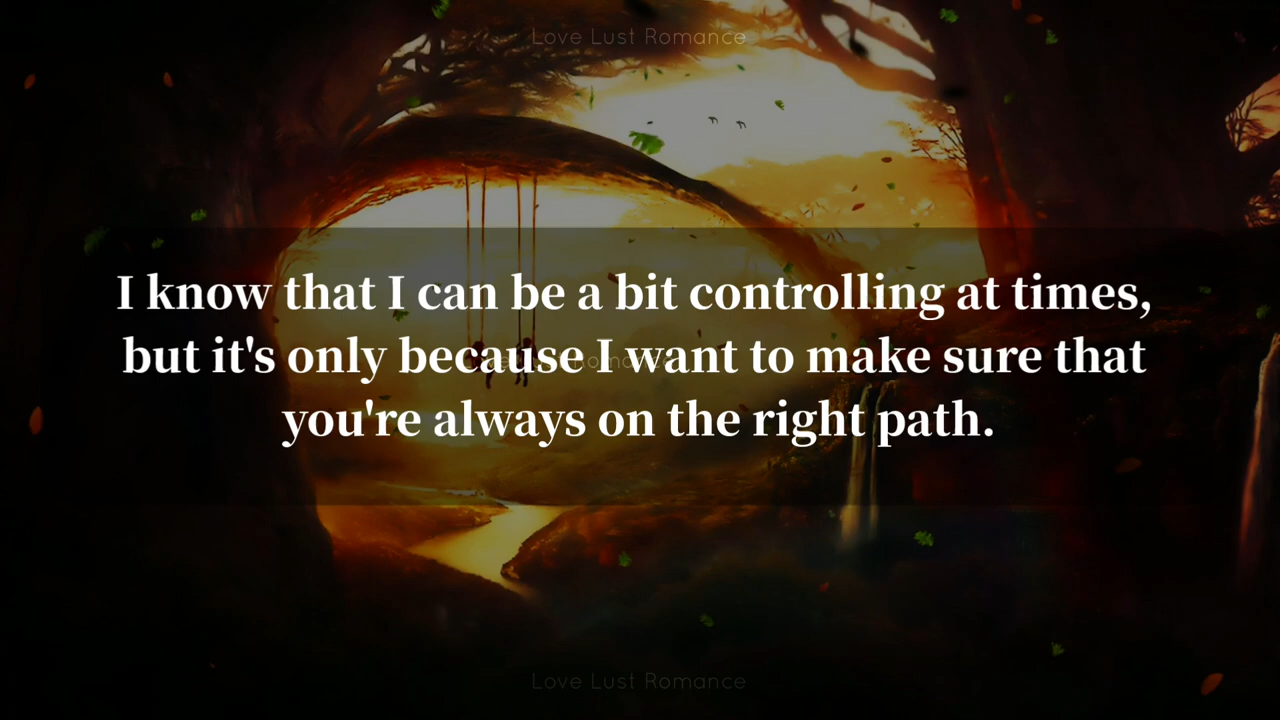 Love Lust Romance
I know that I can be a bit controlling at times,
but it's only because I want to make sure that
you're always on the right path.
Love Lust Romance